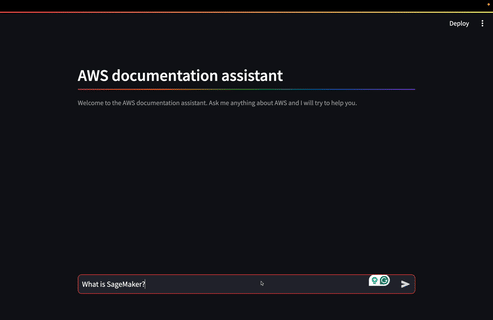 Deploy
AWS documentation assistant
Welcome to the AWS documentation assistant. Ask me anything about AWS and I will try to help you.
What is SageMaker?